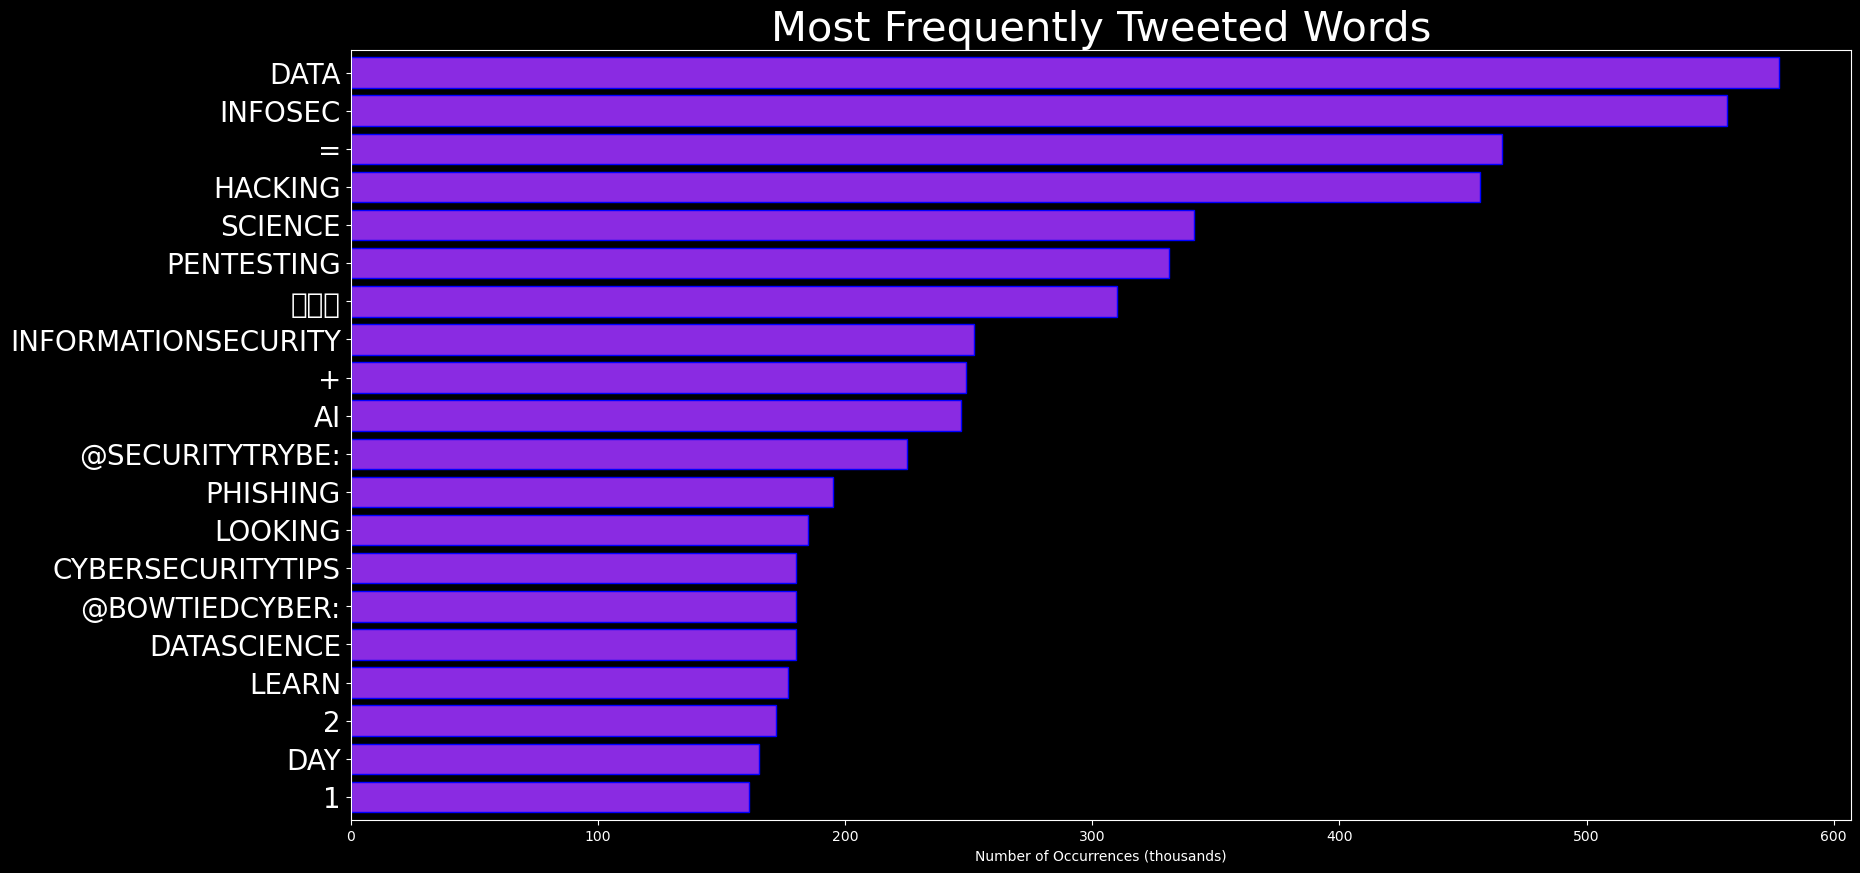 Most Frequently Tweeted Words
DATA
INFOSEC
=
HACKING
SCIENCE
PENTESTING
INFORMATIONSECURITY
+
AI
@SECURITYTRYBE:
PHISHING
LOOKING
CYBERSECURITYTIPS
@BOWTIEDCYBER:
DATASCIENCE
LEARN
2
DAY
1
0 100 200 300 400 500 600
Number of Occurrences (thousands)